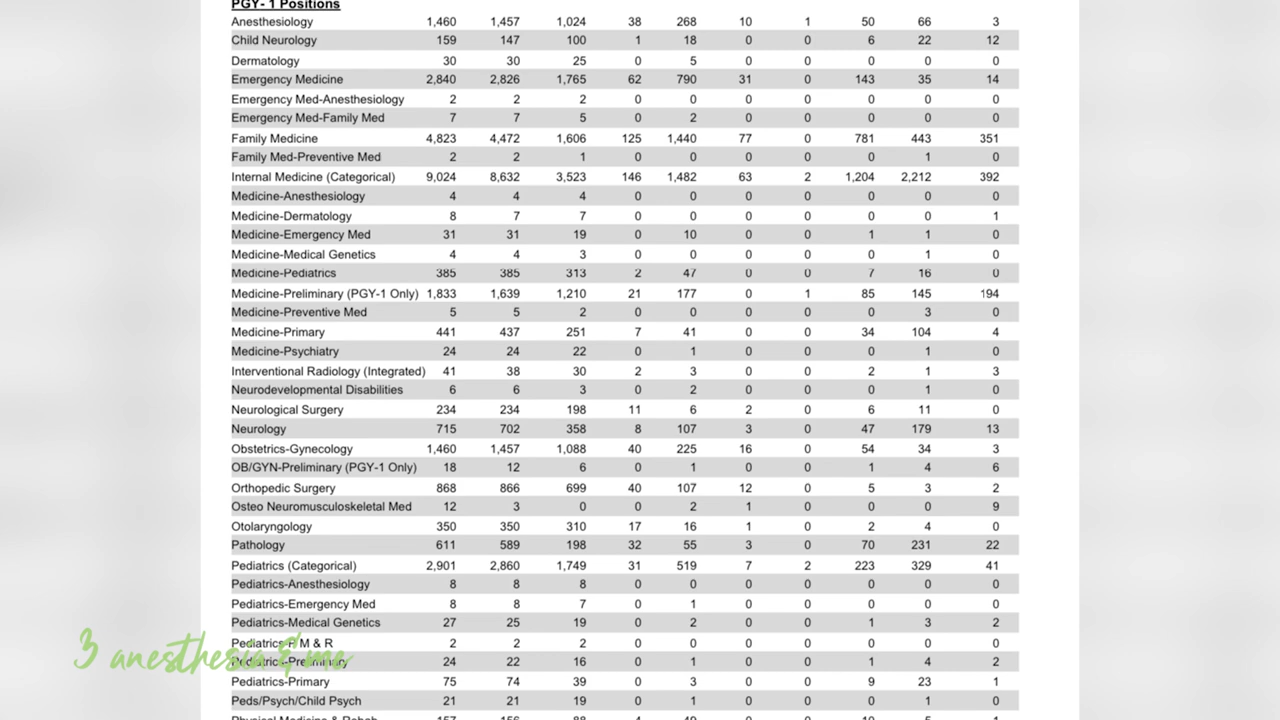 PGY- 1 Positions
Anesthesiology 1,460 1,457 1,024 38 268 10 1 50 66 3
Child Neurology 159 147 100 1 18 0 0 6 22 12
Dermatology 30 30 25 0 5 0 0 0 0 0
Emergency Medicine 2,840 2,826 1,765 62 790 31 0 143 35 14
Emergency Med-Anesthesiology 2 2 2 0 0 0 0 0 0 0
Emergency Med-Family Med 7 7 5 0 2 0 0 0 0 0
Family Medicine 4,823 4,472 1,606 125 1,440 77 0 781 443 351
Family Med-Preventive Med 2 2 1 0 0 0 0 0 1 0
Internal Medicine (Categorical) 9,024 8,632 3,523 146 1,482 63 2 1,204 2,212 392
Medicine-Anesthesiology 4 4 4 0 0 0 0 0 0 0
Medicine-Dermatology 8 7 7 0 0 0 0 0 0 1
Medicine-Emergency Med 31 31 19 0 10 0 0 1 1 0
Medicine-Medical Genetics 4 4 3 0 0 0 0 0 1 0
Medicine-Pediatrics 385 385 313 2 47 0 0 7 16 0
Medicine-Preliminary (PGY-1 Only) 1,833 1,639 1,210 21 177 0 1 85 145 194
Medicine-Preventive Med 5 5 2 0 0 0 0 0 3 0
Medicine-Primary 441 437 251 7 41 0 0 34 104 4
Medicine-Psychiatry 24 24 22 0 1 0 0 0 1 0
Interventional Radiology (Integrated) 41 38 30 2 3 0 0 2 1 3
Neurodevelopmental Disabilities 6 6 3 0 2 0 0 0 1 0
Neurological Surgery 234 234 198 11 6 2 0 6 11 0
Neurology 715 702 358 8 107 3 0 47 179 13
Obstetrics-Gynecology 1,460 1,457 1,088 40 225 16 0 54 34 3
OB/GYN-Preliminary (PGY-1 Only) 18 12 6 0 1 0 0 1 4 6
Orthopedic Surgery 868 866 699 40 107 12 0 5 3 2
Osteo Neuromusculoskeletal Med 12 3 0 0 2 1 0 0 0 9
Otolaryngology 350 350 310 17 16 1 0 2 4 0
Pathology 611 589 198 32 55 3 0 70 231 22
Pediatrics (Categorical) 2,901 2,860 1,749 31 519 7 2 223 329 41
Pediatrics-Anesthesiology 8 8 8 0 0 0 0 0 0 0
Pediatrics-Emergency Med 8 8 7 0 1 0 0 0 0 0
Pediatrics-Medical Genetics 27 25 19 0 2 0 0 1 3 2
Pediatrics-P M & R 2 2 2 0 0 0 0 0 0 0
Pediatrics-Preliminary 24 22 16 0 1 0 0 1 4 2
3 anesthesia & me
Pediatrics-Primary 75 74 39 0 3 0 0 9 23 1
Peds/Psych/Child Psych 21 21 19 0 1 0 0 0 1 0
Physical Medicine & Rehab 157 156 88 4 49 0 0 10 5 1